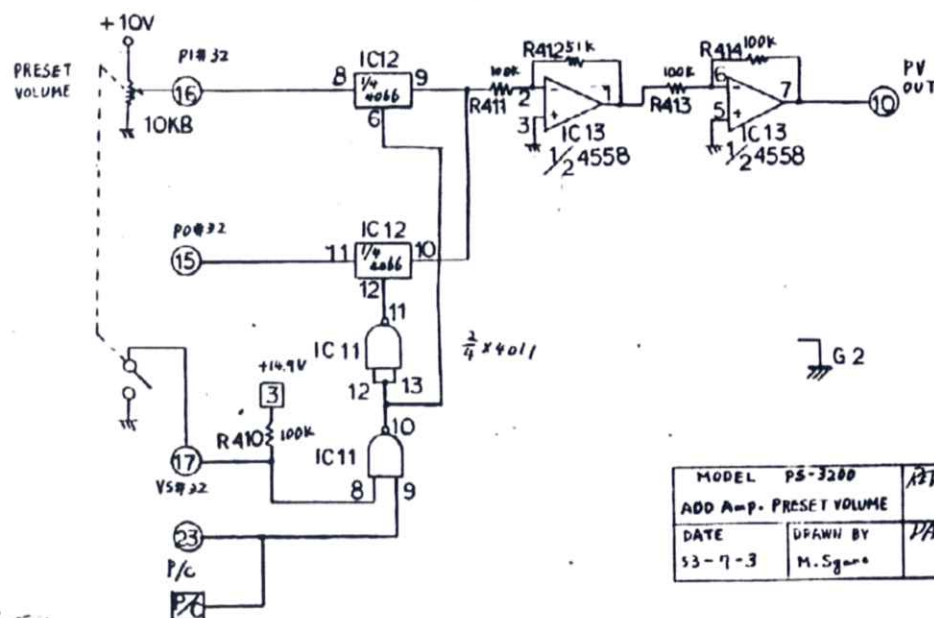 +10V
P1#32
PRESET
VOLUME
16
10KB
8
IC12
1/4
4066
9
6
R412 51K
100K
R411
2
3
1
IC13
1/2 4558
100K
R413
R414 100K
6
5
7
IC13
1/2 4558
PV
OUT
10
PO#32
15
11
IC12
1/4
4066
10
12
11
IC11
12
13
2/4 x 4011
G2
+14.9V
3
R410 100K
17
VS#32
10
IC11
8
9
23
P/C
P/C
MODEL PS-3200
ADD Amp. PRESET VOLUME
DATE
53-7-3
DRAWN BY